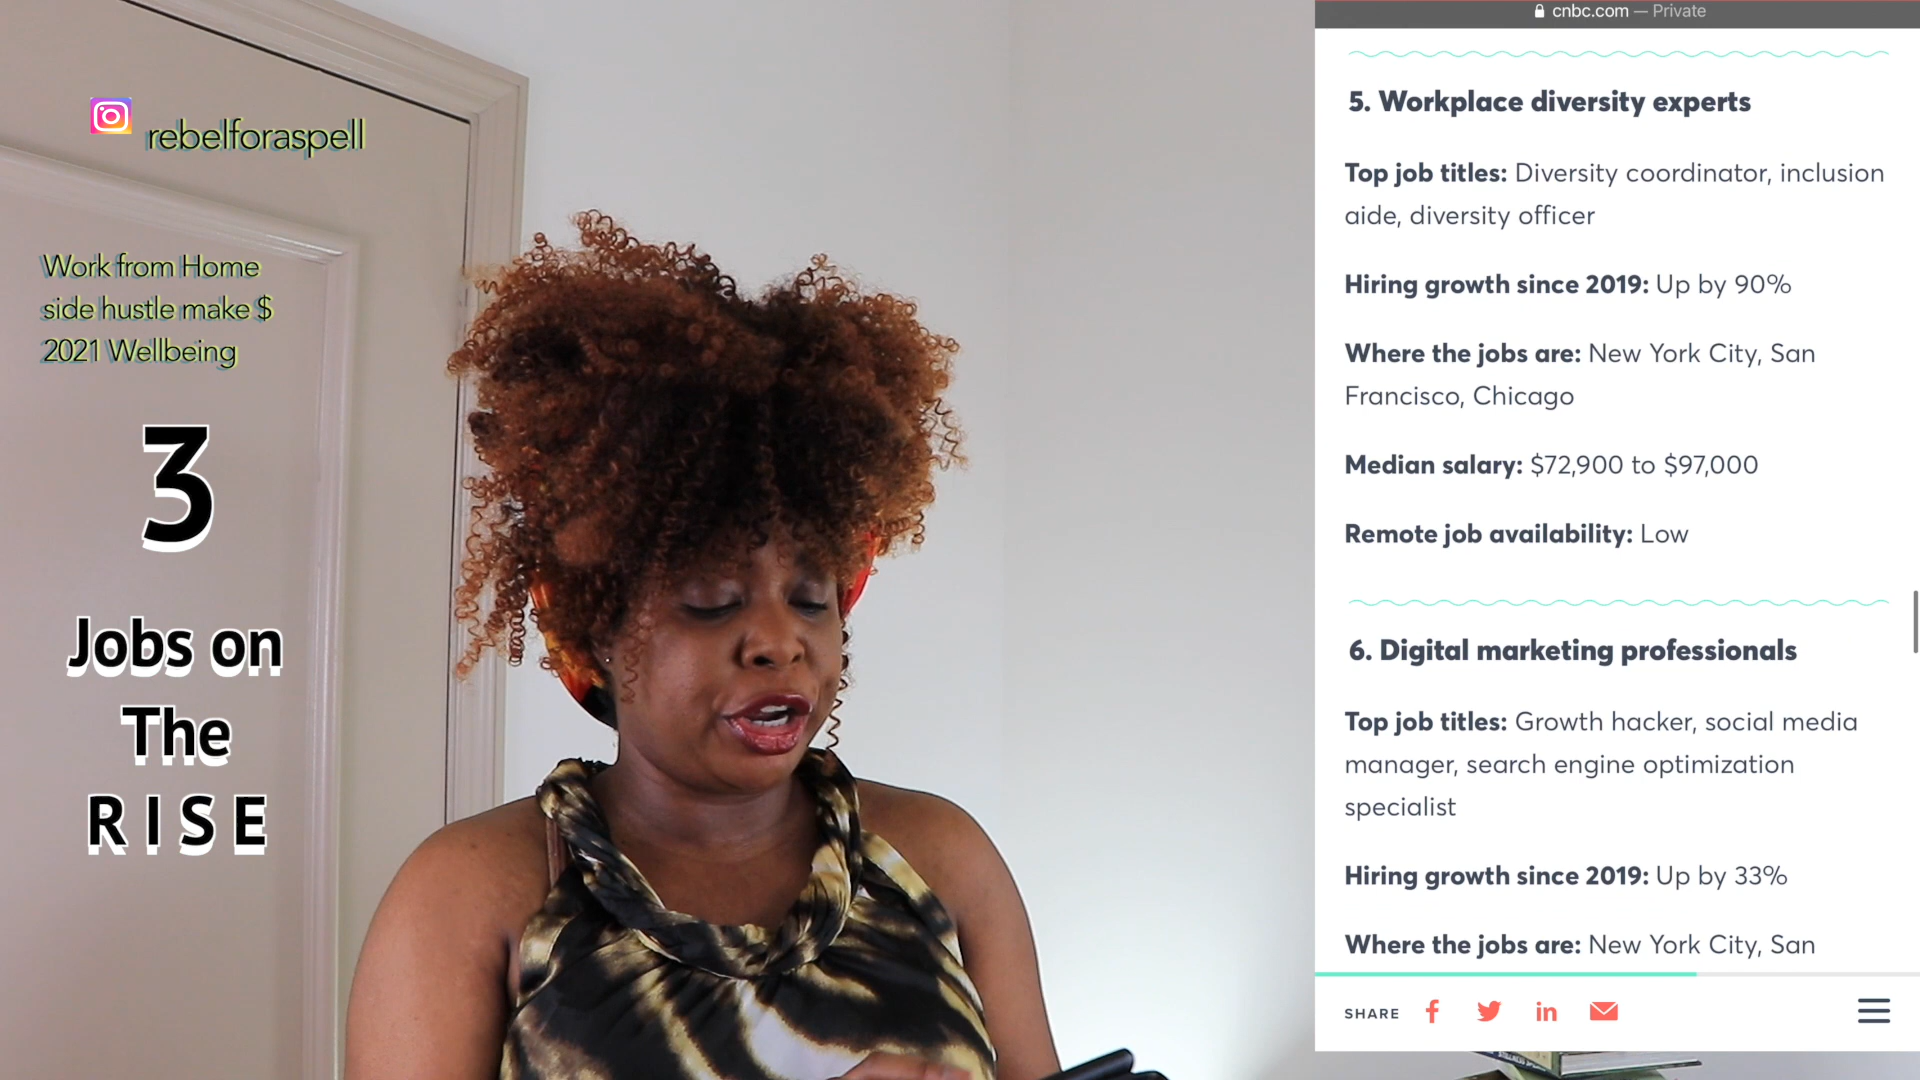 rebelforaspell
Work from Home
side hustle make $
2021 Wellbeing
3
Jobs on
The
RISE
cnbc.com — Private
5. Workplace diversity experts
Top job titles: Diversity coordinator, inclusion
aide, diversity officer
Hiring growth since 2019: Up by 90%
Where the jobs are: New York City, San
Francisco, Chicago
Median salary: $72,900 to $97,000
Remote job availability: Low
6. Digital marketing professionals
Top job titles: Growth hacker, social media
manager, search engine optimization
specialist
Hiring growth since 2019: Up by 33%
Where the jobs are: New York City, San
SHARE